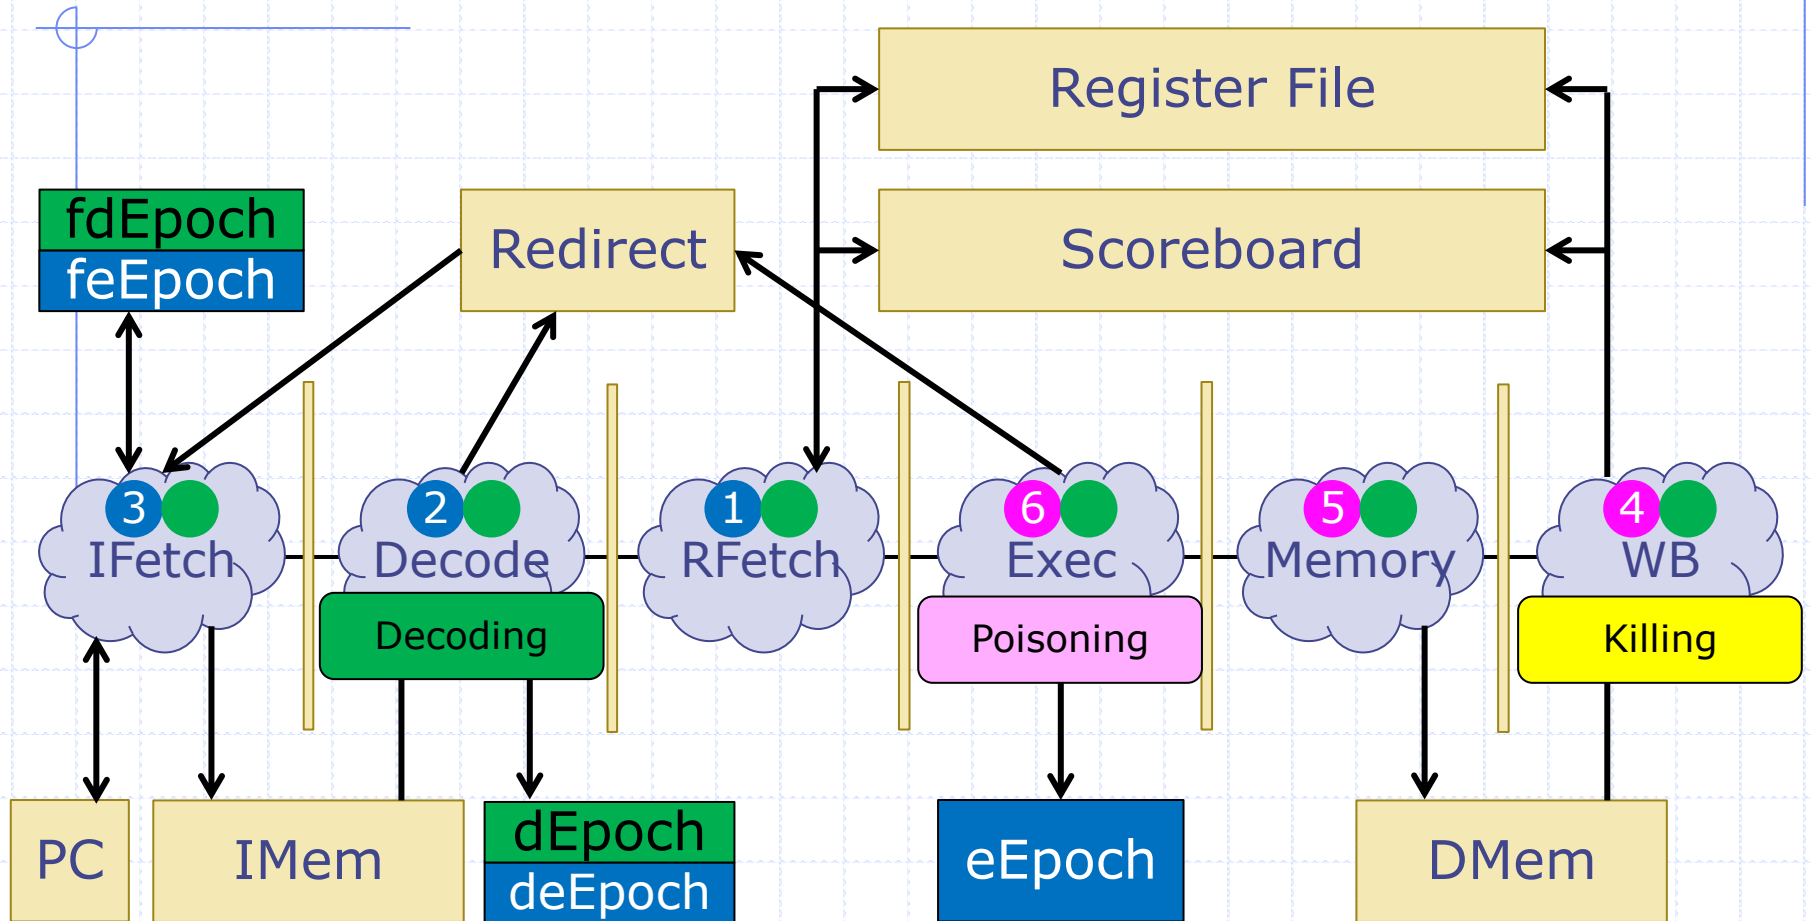 Register File
fdEpoch
feEpoch
Redirect
Scoreboard
3
2
1
6
5
4
IFetch
Decode
RFetch
Exec
Memory
WB
Decoding
Poisoning
Killing
PC
IMem
dEpoch
deEpoch
eEpoch
DMem